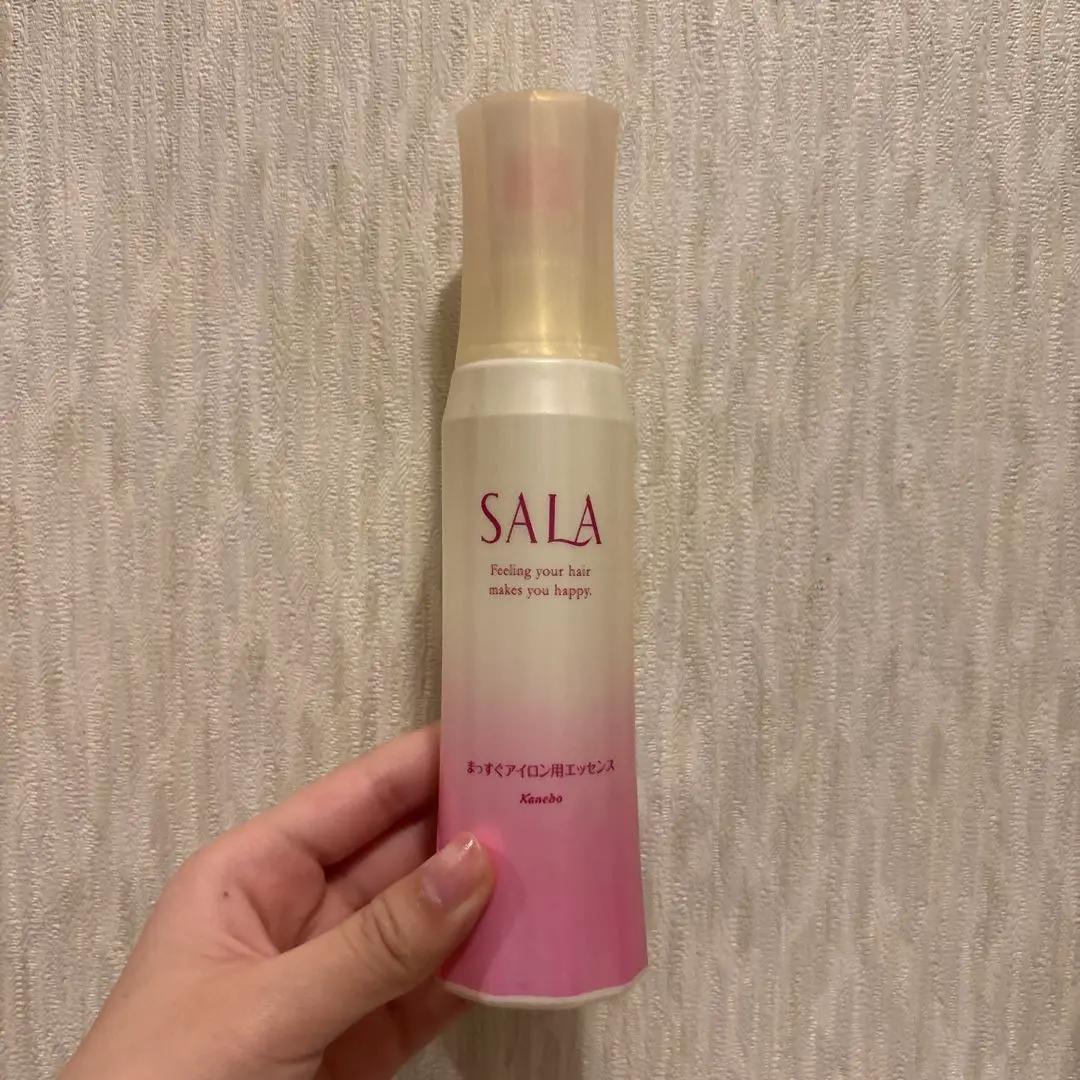 SALA
Feeling your hair
makes you happy.
まっすぐアイロン用エッセンス
Kanebo